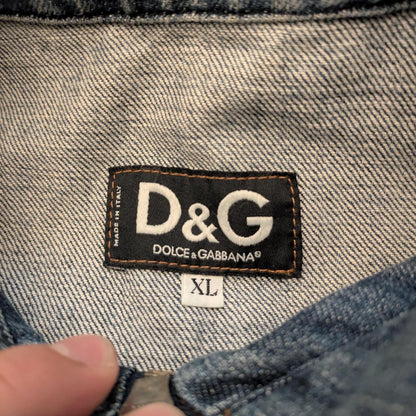 MADE IN ITALY
D&G
DOLCE & GABBANA®
XL